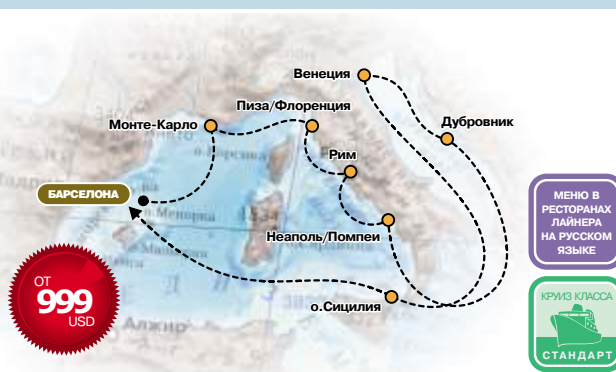 Венеция
Пиза/Флоренция
Монте-Карло
Дубровник
Рим
БАРСЕЛОНА
Неаполь/Помпеи
о.Сицилия
ОТ
999
USD
МЕНЮ В
РЕСТОРАНАХ
ЛАЙНЕРА
НА РУССКОМ
ЯЗЫКЕ
КРУИЗ КЛАССА
СТАНДАРТ
Алжир